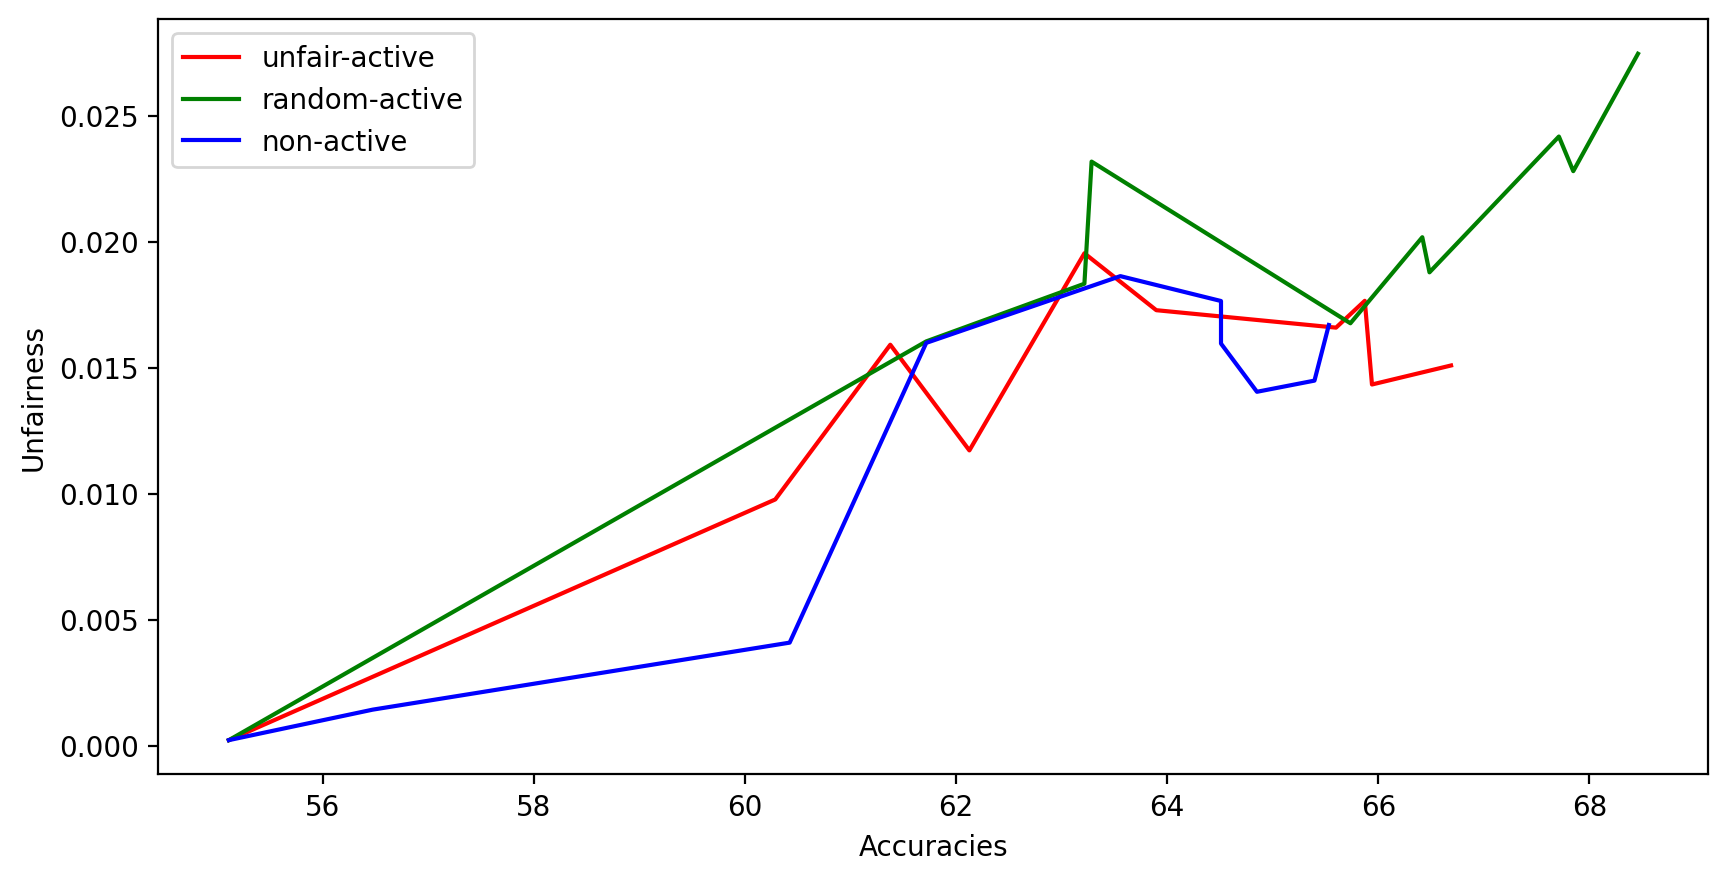 unfair-active
random-active
non-active
0.025
0.020
0.015
0.010
0.005
0.000
Unfairness
56 58 60 62 64 66 68
Accuracies